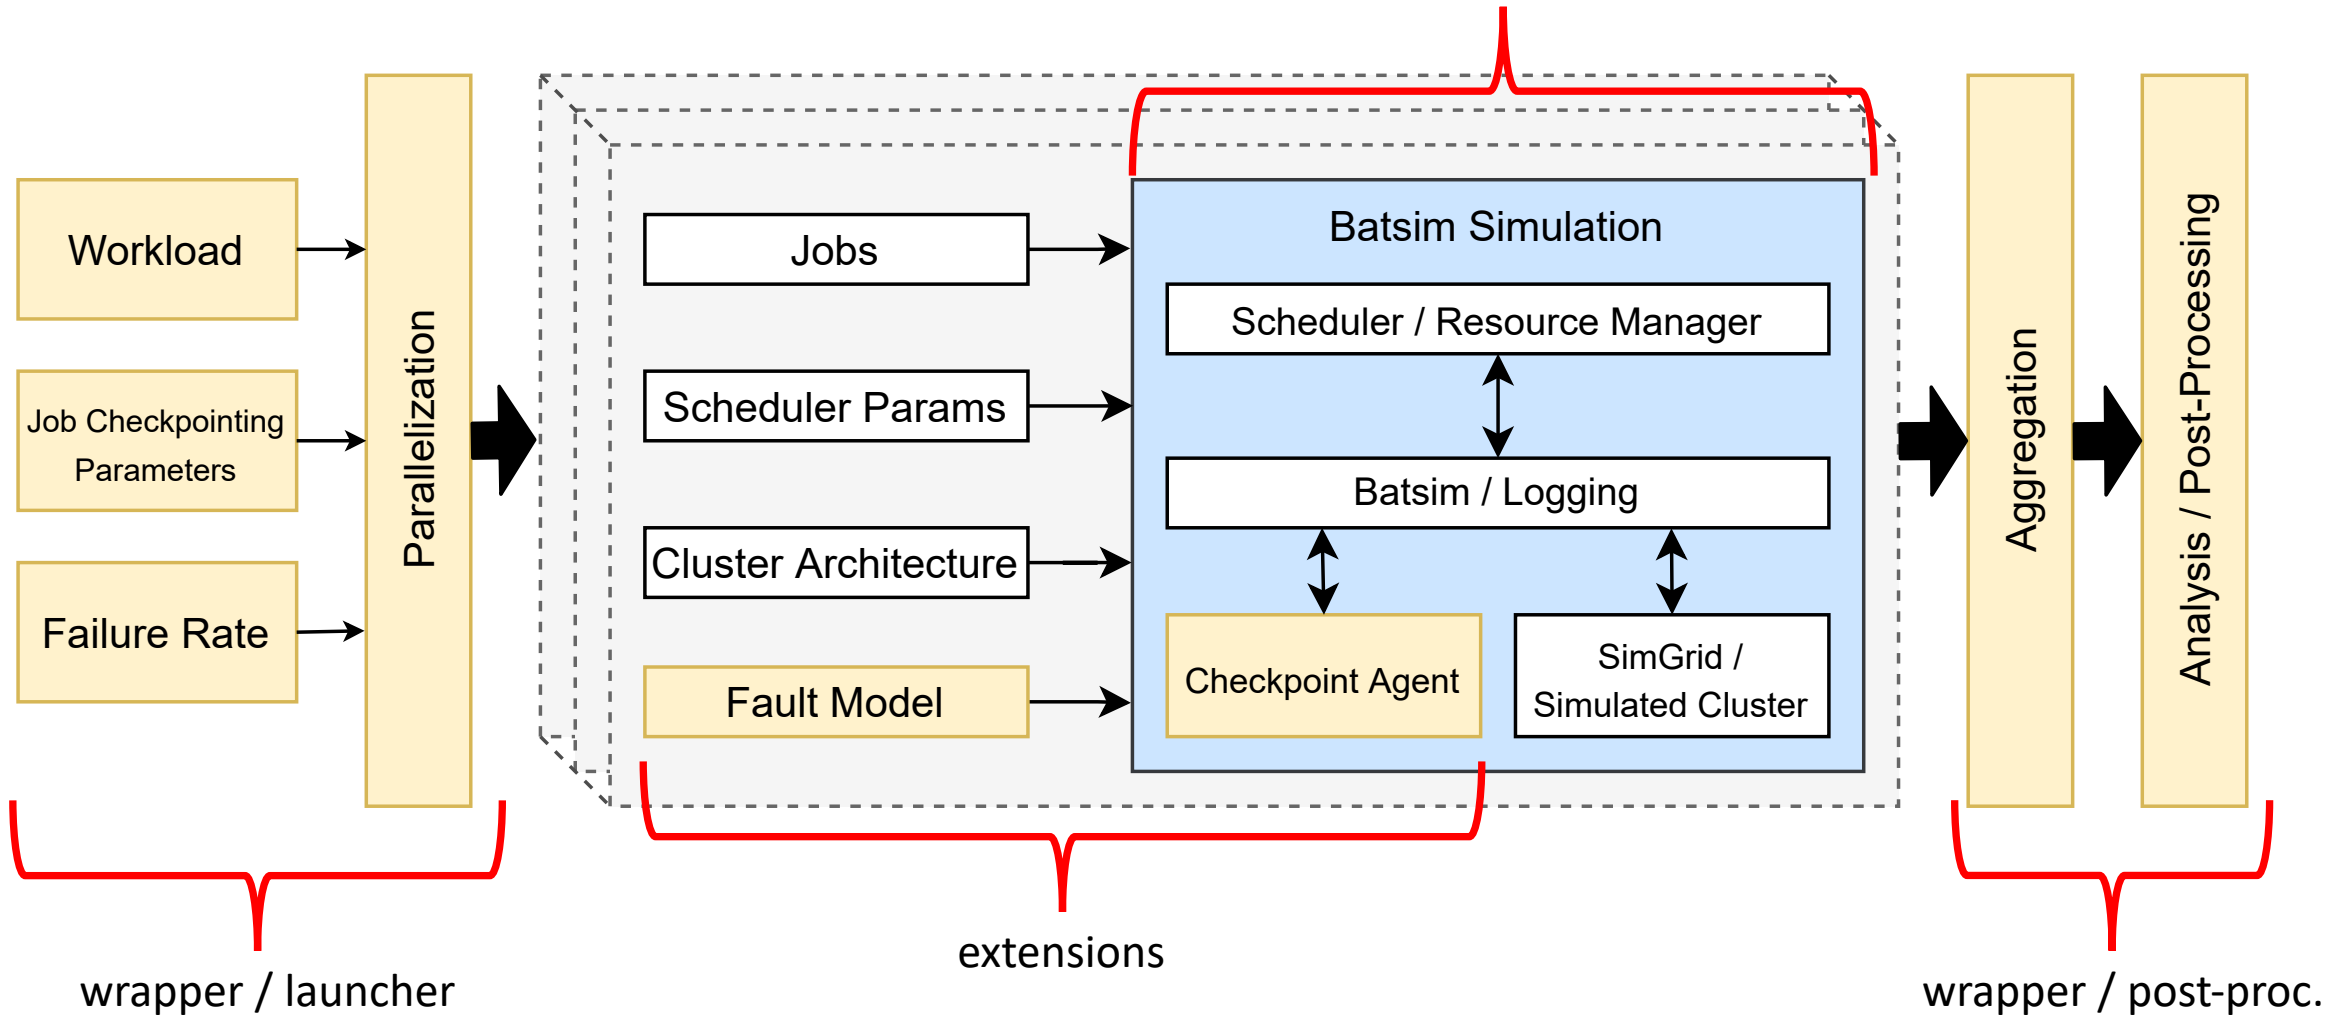 Workload
Job Checkpointing
Parameters
Failure Rate
Parallelization
Jobs
Scheduler Params
Cluster Architecture
Fault Model
Batsim Simulation
Scheduler / Resource Manager
Batsim / Logging
Checkpoint Agent
SimGrid /
Simulated Cluster
Aggregation
Analysis / Post-Processing
wrapper / launcher
extensions
wrapper / post-proc.